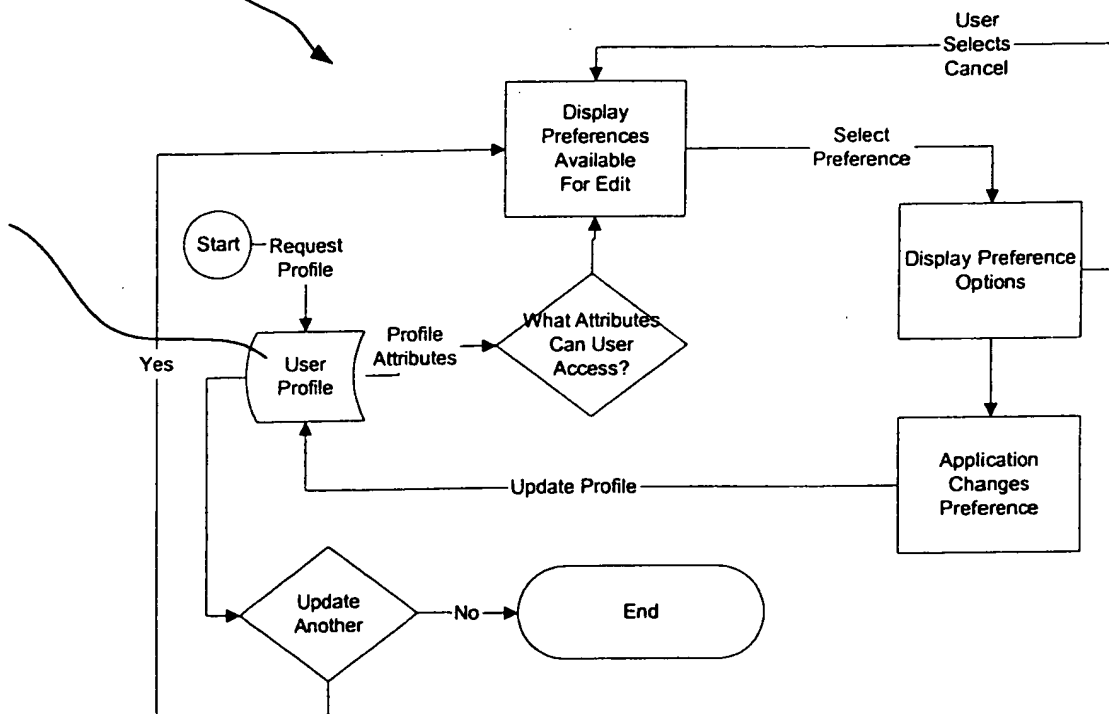 User
Selects
Cancel
Display
Preferences
Available
For Edit
Select
Preference
Start
Request
Profile
Display Preference
Options
What Attributes
Can User
Access?
Profile
Attributes
User
Profile
Yes
Application
Changes
Preference
Update Profile
Update
Another
No
End